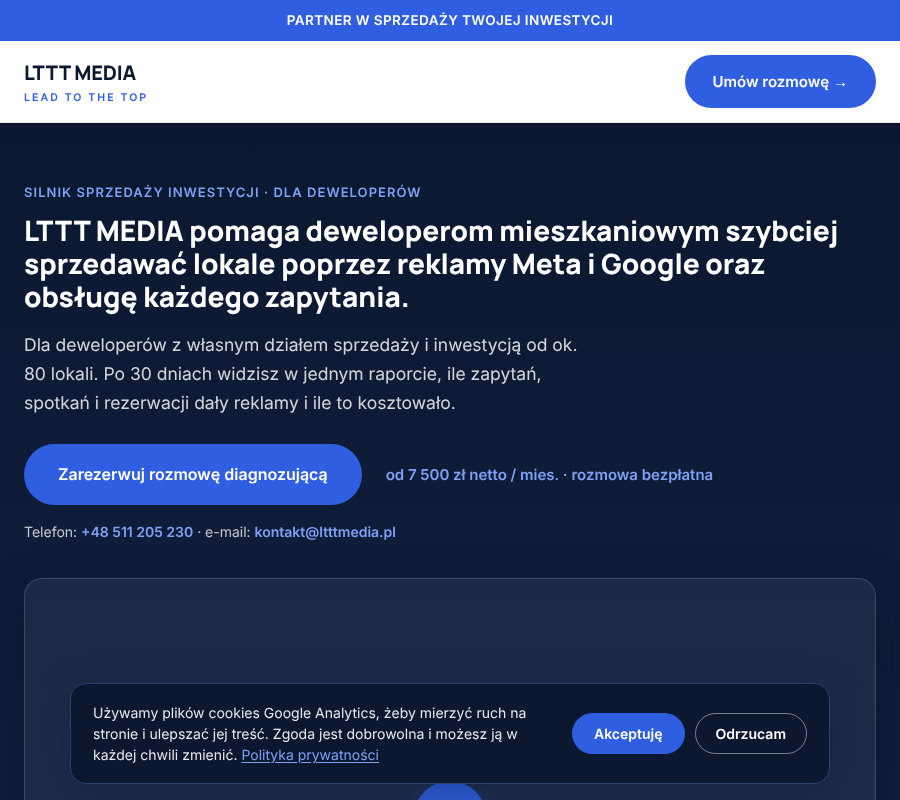 PARTNER W SPRZEDAŻY TWOJEJ INWESTYCJI
LTTT MEDIA
LEAD TO THE TOP
Umów rozmowę →
SILNIK SPRZEDAŻY INWESTYCJI · DLA DEWELOPERÓW
LTTT MEDIA pomaga deweloperom mieszkaniowym szybciej
sprzedawać lokale poprzez reklamy Meta i Google oraz
obsługę każdego zapytania.
Dla deweloperów z własnym działem sprzedaży i inwestycją od ok.
80 lokali. Po 30 dniach widzisz w jednym raporcie, ile zapytań,
spotkań i rezerwacji dały reklamy i ile to kosztowało.
Zarezerwuj rozmowę diagnozującą
od 7 500 zł netto / mies. · rozmowa bezpłatna
Telefon: +48 511 205 230 · e-mail: kontakt@ltttmedia.pl
Używamy plików cookies Google Analytics, żeby mierzyć ruch na
stronie i ulepszać jej treść. Zgoda jest dobrowolna i możesz ją w
każdej chwili zmienić. Polityka prywatności
Akceptuję
Odrzucam